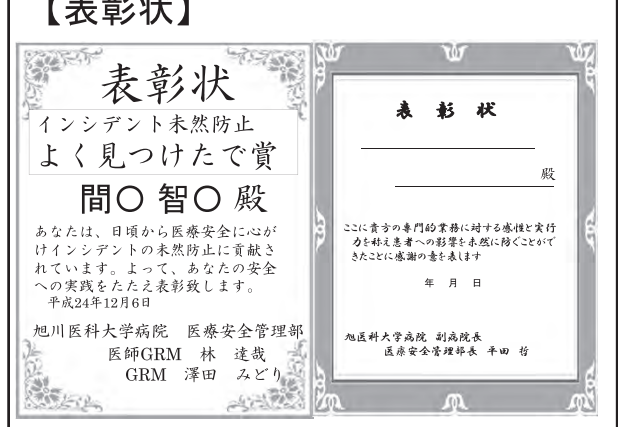 【表彰状】
表彰状
インシデント未然防止
よく見つけたで賞
間〇 智〇 殿
あなたは、日頃から医療安全に心が
けインシデントの未然防止に貢献さ
れています。よって、あなたの安全
への実践をたたえ表彰致します。
平成24年12月6日
旭川医科大学病院 医療安全管理部
医師GRM 林 達哉
GRM 澤田 みどり
表 彰 状
殿
ここに貴方の専門的業務に対する感性と実行
力を称え患者への影響を未然に防ぐことがで
きたことに感謝の意を表します
年 月 日
旭医科大学病院 副病院長
医療安全管理部長 平田 哲